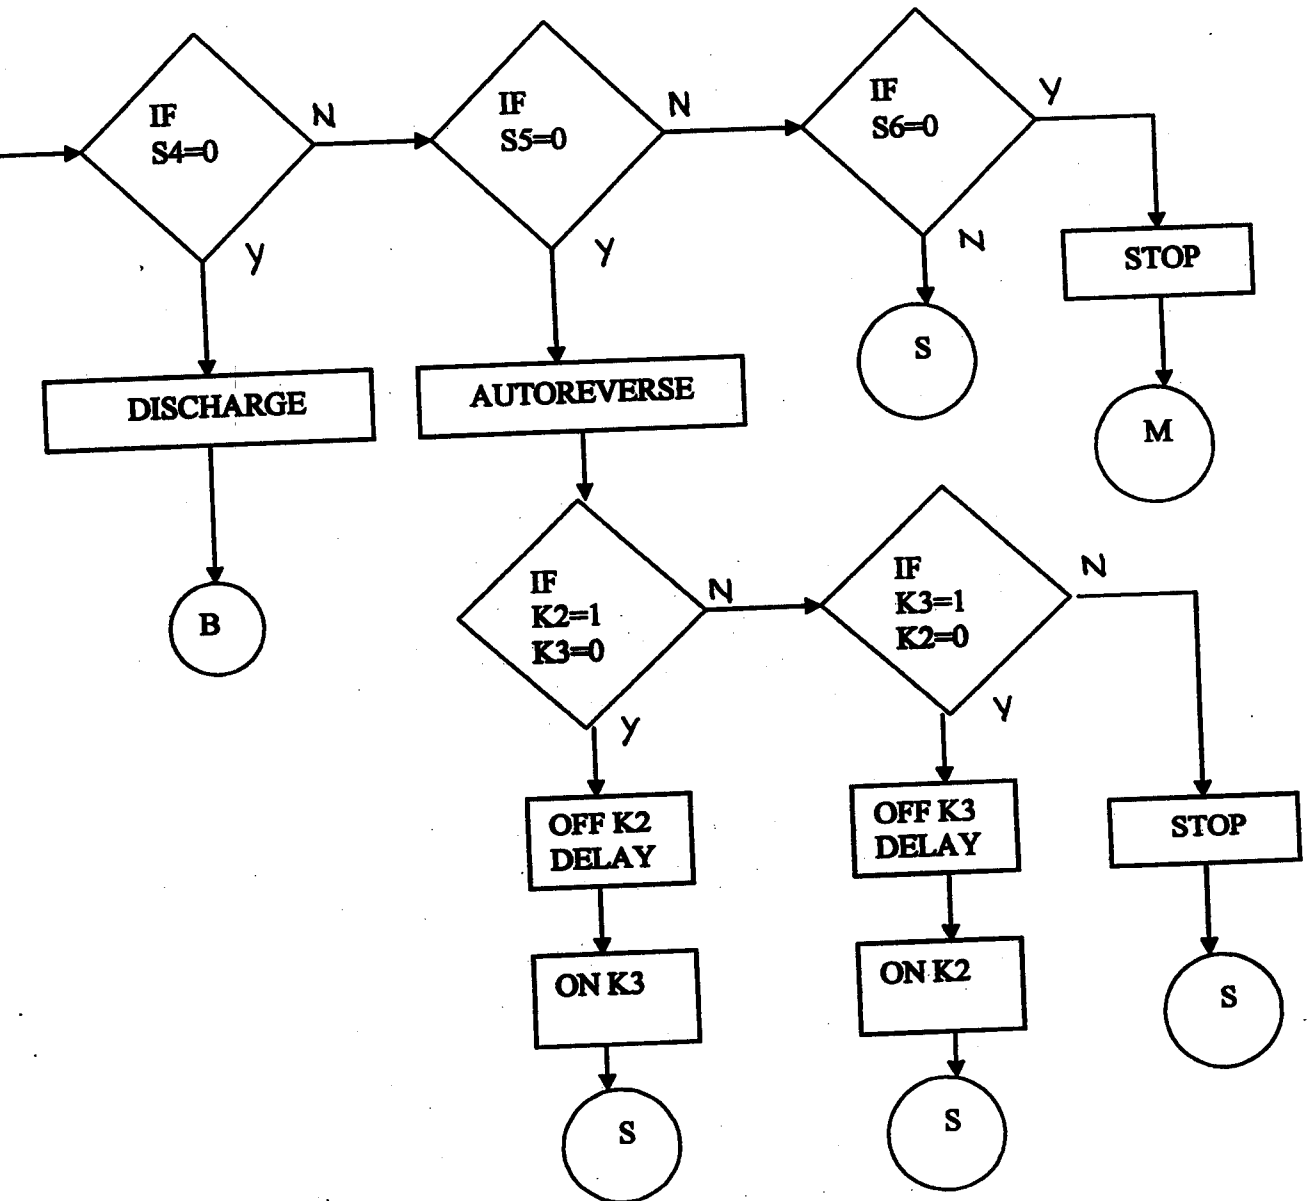 IF
S4=0
N
Y
IF
S5=0
N
Y
IF
S6=0
Y
N
STOP
M
S
DISCHARGE
B
AUTOREVERSE
IF
K2=1
K3=0
N
Y
IF
K3=1
K2=0
N
Y
OFF K2
DELAY
ON K3
S
OFF K3
DELAY
ON K2
S
STOP
S